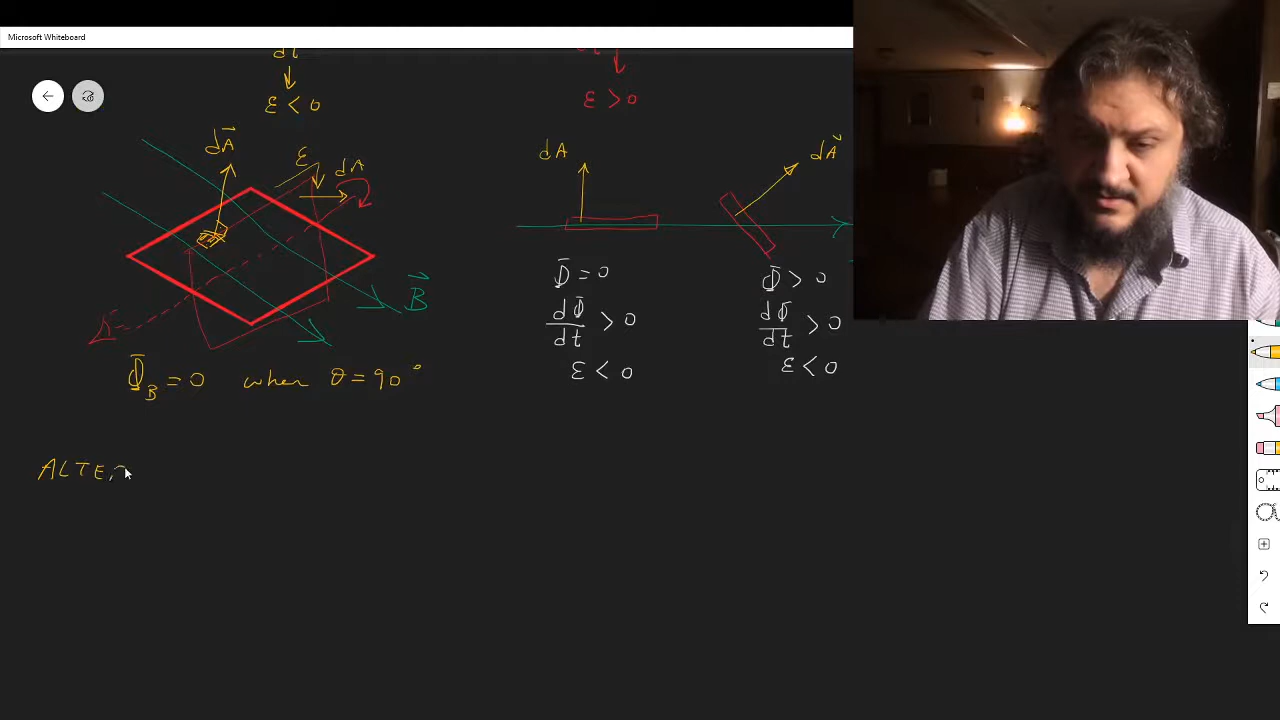 Microsoft Whiteboard
dt
ε < 0
ε > 0
dA⃗
ε
dA
B⃗
Φ_B = 0 when θ = 90°
dA
dA⃗
Φ = 0
dΦ/dt > 0
ε < 0
Φ > 0
dΦ/dt > 0
ε < 0
ALTE